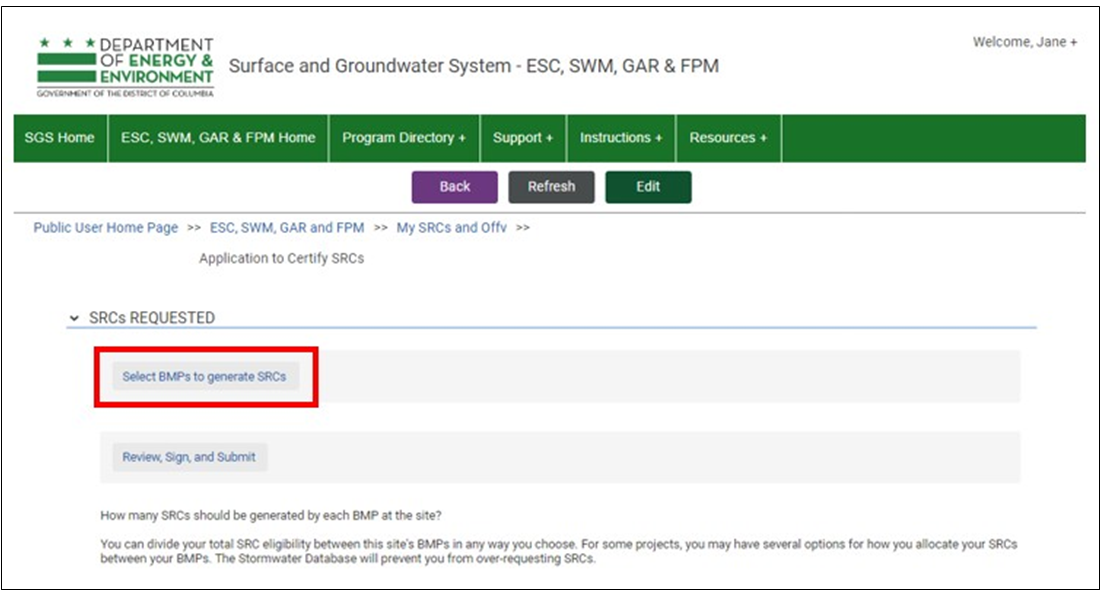 Welcome, Jane +
DEPARTMENT
OF ENERGY &
ENVIRONMENT
GOVERNMENT OF THE DISTRICT OF COLUMBIA
Surface and Groundwater System - ESC, SWM, GAR & FPM
SGS Home ESC, SWM, GAR & FPM Home Program Directory + Support + Instructions + Resources +
Back Refresh Edit
Public User Home Page >> ESC, SWM, GAR and FPM >> My SRCs and Offv >>
Application to Certify SRCs
SRCs REQUESTED
Select BMPs to generate SRCs
Review, Sign, and Submit
How many SRCs should be generated by each BMP at the site?
You can divide your total SRC eligibility between this site's BMPs in any way you choose. For some projects, you may have several options for how you allocate your SRCs
between your BMPs. The Stormwater Database will prevent you from over-requesting SRCs.